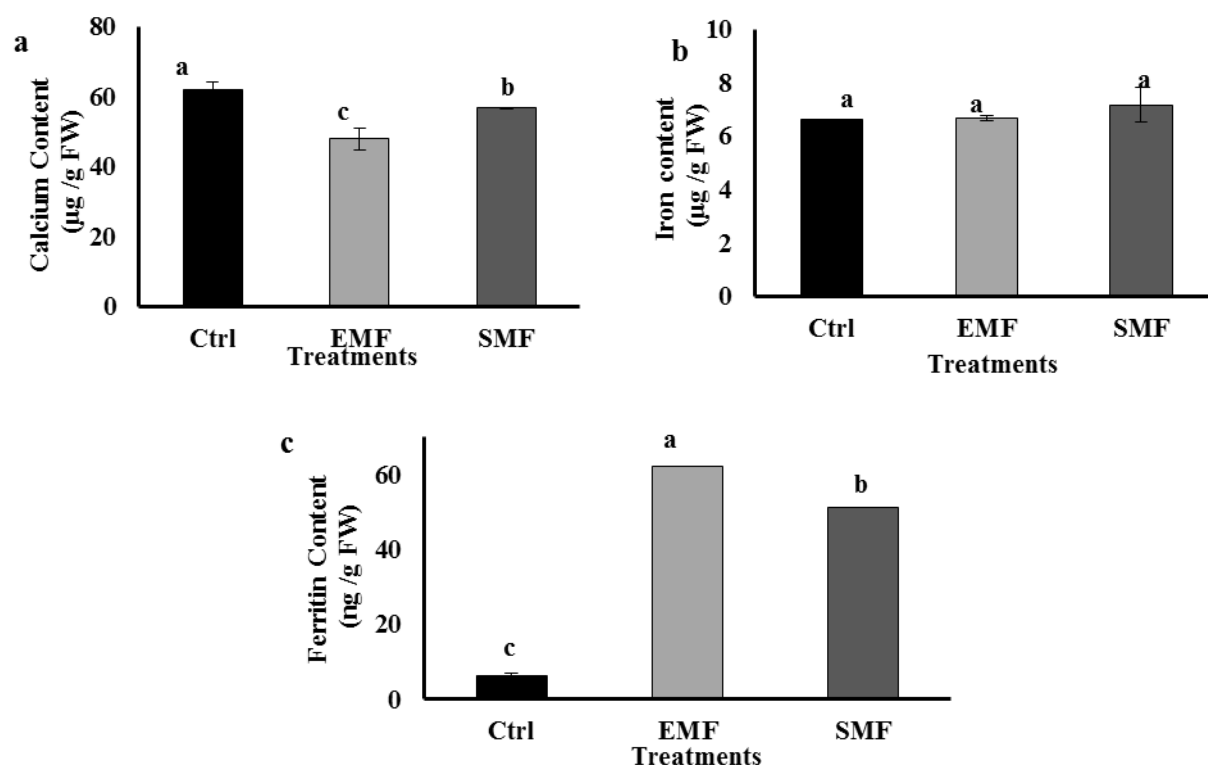 a
Calcium Content
(µg /g FW)
80
60
40
20
0
a
c
b
Ctrl
EMF
SMF
Treatments
b
Iron content
(µg /g FW)
10
8
6
4
2
0
a
a
a
Ctrl
EMF
SMF
Treatments
c
Ferritin Content
(ng /g FW)
60
40
20
0
c
a
b
Ctrl
EMF
SMF
Treatments